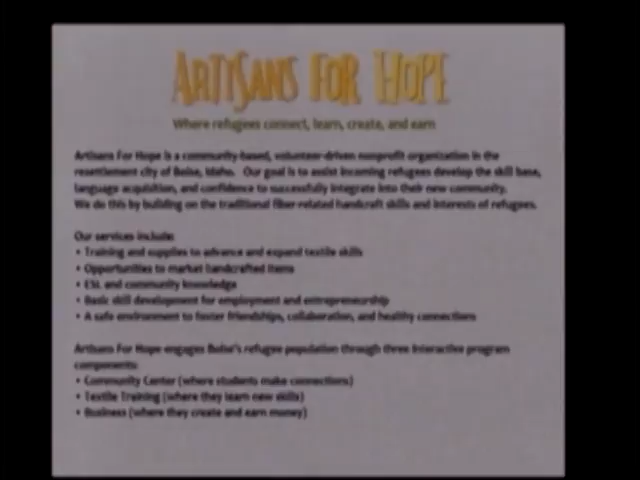 ARTISANS FOR HOPE
Where refugees connect, learn, create, and earn
Artisans For Hope is a community-based, volunteer-driven nonprofit organization in the
resettlement city of Boise, Idaho. Our goal is to assist incoming refugees develop the skill base,
language acquisition, and confidence to successfully integrate into their new community.
We do this by building on the traditional fiber-related handcraft skills and interests of refugees.
Our services include:
• Training and supplies to advance and expand textile skills
• Opportunities to market handcrafted items
• ESL and community knowledge
• Basic skill development for employment and entrepreneurship
• A safe environment to foster friendships, collaboration, and healthy connections
Artisans For Hope engages Boise's refugee population through three interactive program
components:
• Community Center (where students make connections)
• Textile Training (where they learn new skills)
• Business (where they create and earn money)